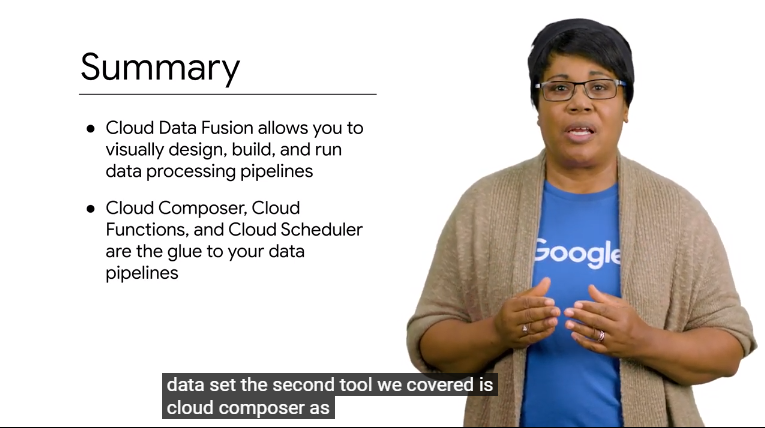 Summary
● Cloud Data Fusion allows you to
visually design, build, and run
data processing pipelines
● Cloud Composer, Cloud
Functions, and Cloud Scheduler
are the glue to your data
pipelines
Google
data set the second tool we covered is
cloud composer as